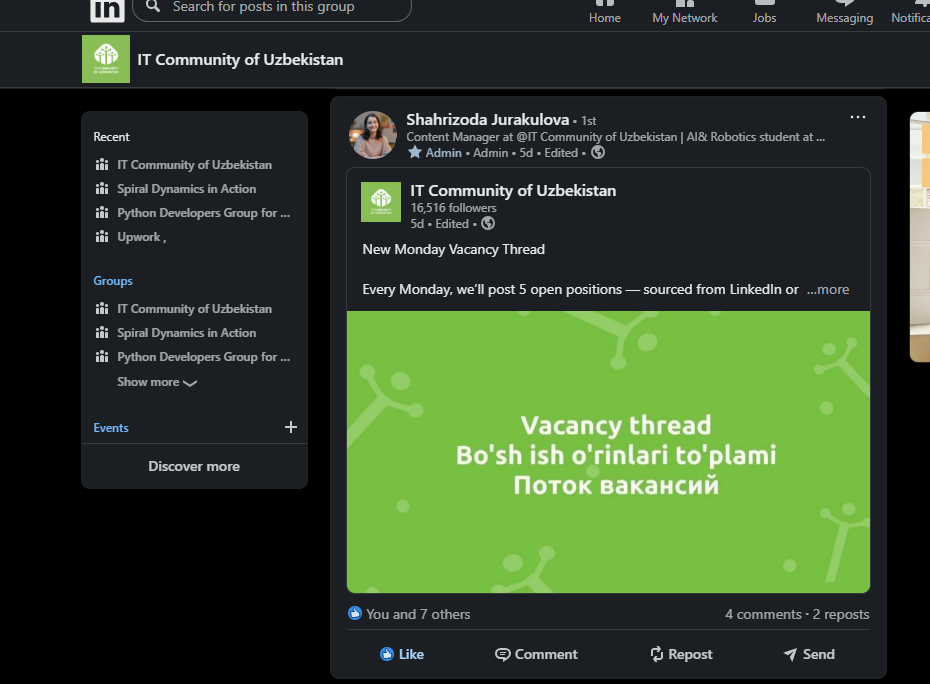 in
Search for posts in this group
Home
My Network
Jobs
Messaging
Notifica
IT Community of Uzbekistan
Recent
IT Community of Uzbekistan
Spiral Dynamics in Action
Python Developers Group for ...
Upwork ,
Groups
IT Community of Uzbekistan
Spiral Dynamics in Action
Python Developers Group for ...
Show more
Events
Discover more
Shahrizoda Jurakulova • 1st
Content Manager at @IT Community of Uzbekistan | AI& Robotics student at ...
Admin • Admin • 5d • Edited •
IT Community of Uzbekistan
16,516 followers
5d • Edited •
New Monday Vacancy Thread
Every Monday, we’ll post 5 open positions — sourced from LinkedIn or ...more
Vacancy thread
Bo'sh ish o'rinlari to'plami
Поток вакансий
You and 7 others
4 comments · 2 reposts
Like
Comment
Repost
Send